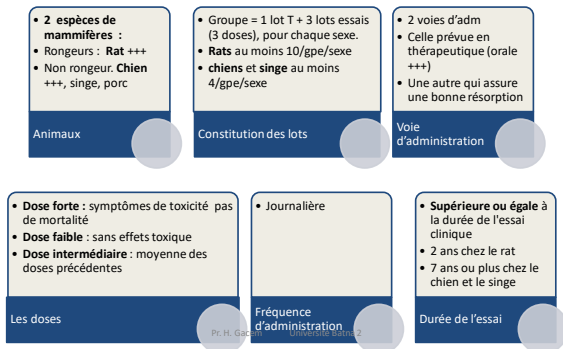 • 2 espèces de
mammifères :
• Rongeurs : Rat +++
• Non rongeur. Chien
+++, singe, porc
Animaux
• Groupe = 1 lot T + 3 lots essais
(3 doses), pour chaque sexe.
• Rats au moins 10/gpe/sexe
• chiens et singe au moins
4/gpe/sexe
Constitution des lots
• 2 voies d'adm
• Celle prévue en
thérapeutique (orale
+++)
• Une autre qui assure
une bonne résorption
Voie
d'administration
• Dose forte : symptômes de toxicité pas
de mortalité
• Dose faible : sans effets toxique
• Dose intermédiaire : moyenne des
doses précédentes
Les doses
• Journalière
Fréquence
d'administration
• Supérieure ou égale à
la durée de l'essai
clinique
• 2 ans chez le rat
• 7 ans ou plus chez le
chien et le singe
Durée de l'essai
Pr. H. Gacem Université Batna 2